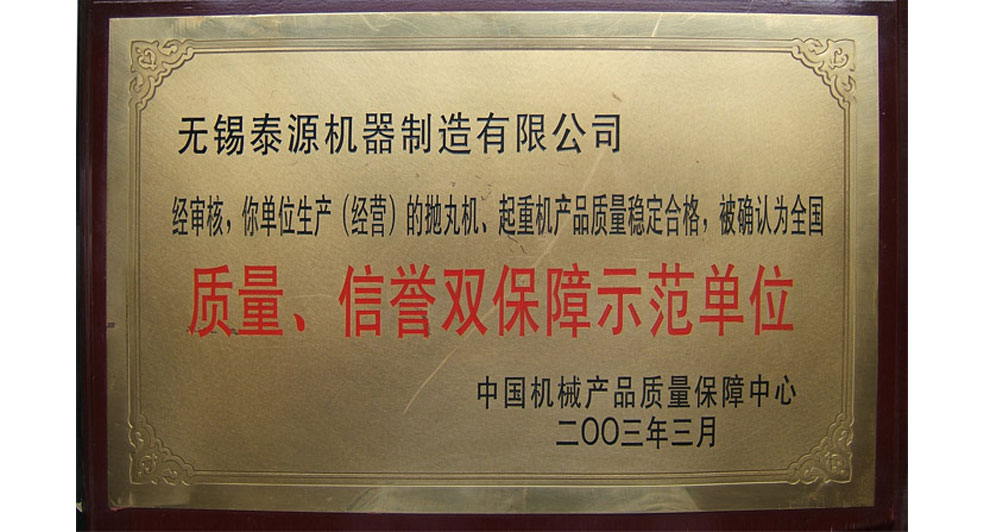 无锡泰源机器制造有限公司
经审核，你单位生产（经营）的抛丸机、起重机产品质量稳定合格，被确认为全国
质量、信誉双保障示范单位
中国机械产品质量保障中心
二〇〇三年三月